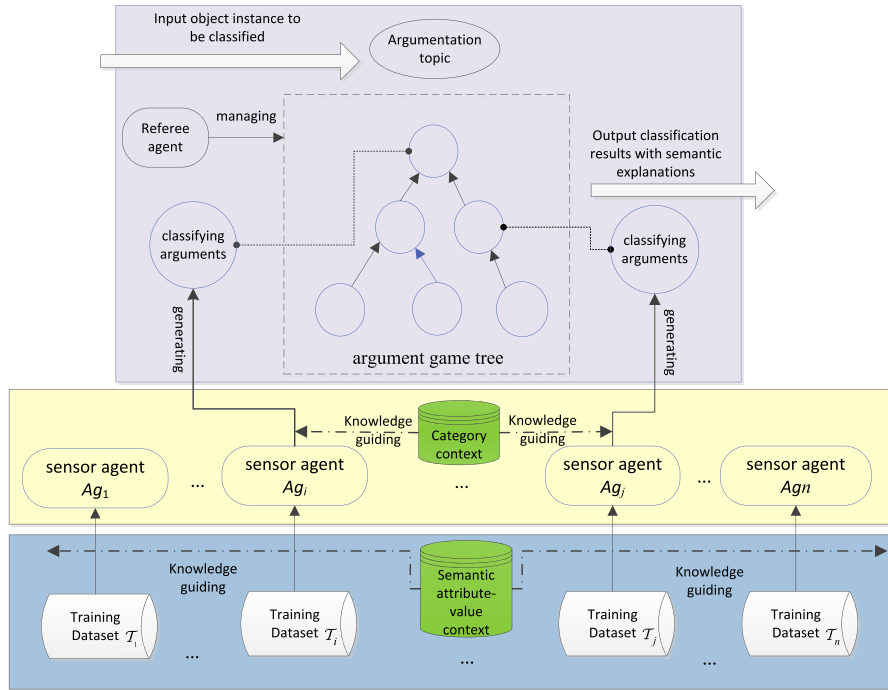 Input object instance to
be classified
Argumentation
topic
Referee
agent
managing
Output classification
results with semantic
explanations
classifying
arguments
classifying
arguments
generating
generating
argument game tree
Knowledge
guiding
Category
context
Knowledge
guiding
sensor agent
Ag1
...
sensor agent
Agi
...
sensor agent
Agj
...
sensor agent
Agn
Knowledge
guiding
Semantic
attribute-
value
context
Knowledge
guiding
Training
Dataset 𝒯1
...
Training
Dataset 𝒯i
...
Training
Dataset 𝒯j
...
Training
Dataset 𝒯n